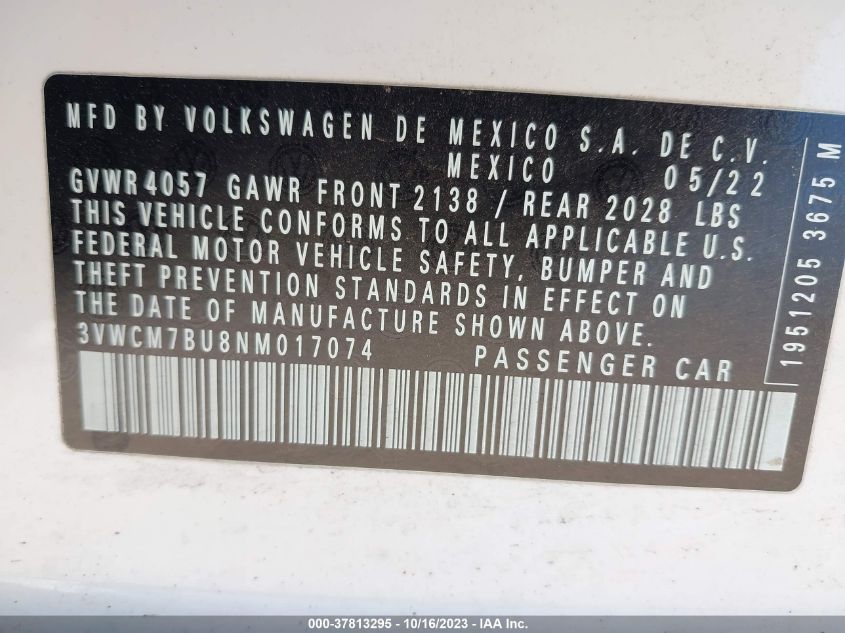 MFD BY VOLKSWAGEN DE MEXICO S.A. DE C.V.
MEXICO 05/22
GVWR4057 GAWR FRONT 2138 / REAR 2028 LBS
THIS VEHICLE CONFORMS TO ALL APPLICABLE U.S.
FEDERAL MOTOR VEHICLE SAFETY, BUMPER AND
THEFT PREVENTION STANDARDS IN EFFECT ON
THE DATE OF MANUFACTURE SHOWN ABOVE.
3VWCM7BU8NM017074 PASSENGER CAR
1951205 3675 M
000-37813295 - 10/16/2023 - IAA Inc.